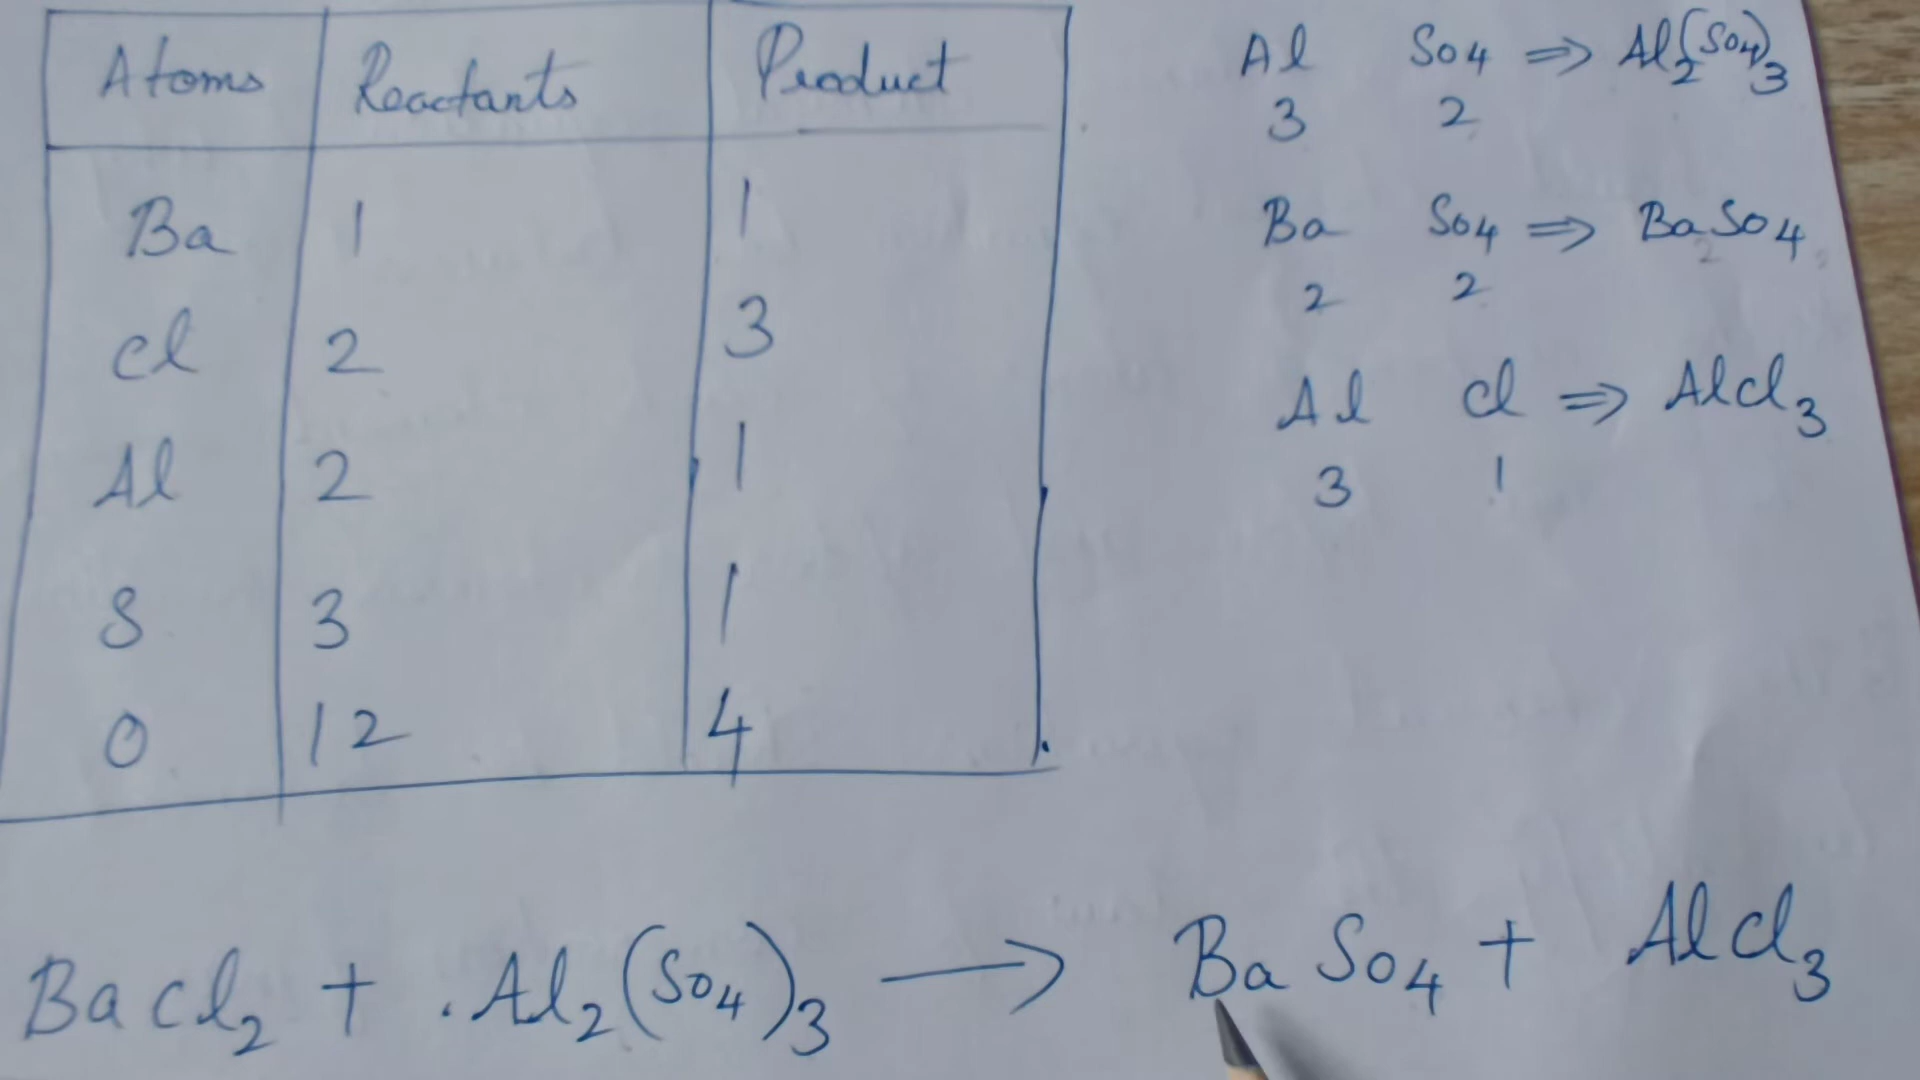 Atoms Reactants Product
Ba 1 1
Cl 2 3
Al 2 1
S 3 1
O 12 4
Al So4 ⇒ Al2(So4)3
3 2
Ba So4 ⇒ BaSo4
2 2
Al Cl ⇒ AlCl3
3 1
BaCl2 + .Al2(So4)3 → BaSo4 + AlCl3